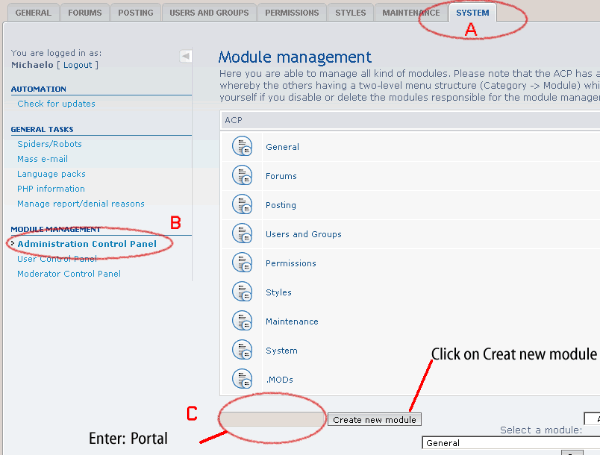 GENERAL FORUMS POSTING USERS AND GROUPS PERMISSIONS STYLES MAINTENANCE SYSTEM
A
You are logged in as:
Michaelo [ Logout ]
AUTOMATION
Check for updates
GENERAL TASKS
Spiders/Robots
Mass e-mail
Language packs
PHP information
Manage report/denial reasons
B
MODULE MANAGEMENT
Administration Control Panel
User Control Panel
Moderator Control Panel
Module management
Here you are able to manage all kind of modules. Please note that the ACP has a
whereby the others having a two-level menu structure (Category -> Module) whi
yourself if you disable or delete the modules responsible for the module manager
ACP
General
Forums
Posting
Users and Groups
Permissions
Styles
Maintenance
System
.MODs
Click on Creat new module
C
Create new module
Enter: Portal
Select a module:
General